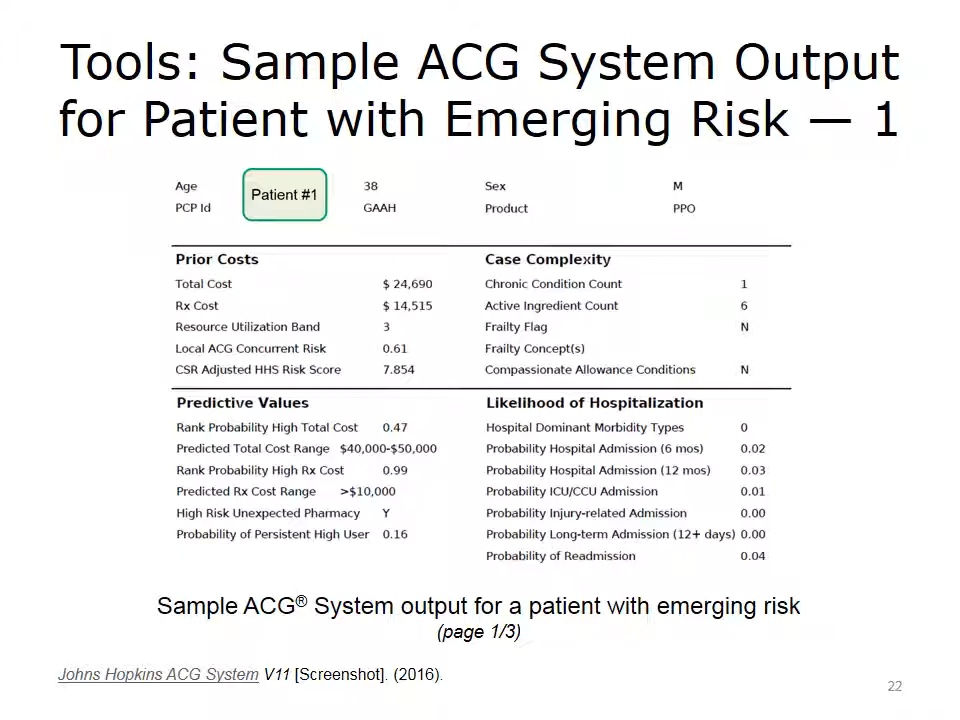 Tools: Sample ACG System Output
for Patient with Emerging Risk — 1
Age Patient #1 38 Sex M
PCP Id GAAH Product PPO
Prior Costs Case Complexity
Total Cost $ 24,690 Chronic Condition Count 1
Rx Cost $ 14,515 Active Ingredient Count 6
Resource Utilization Band 3 Frailty Flag N
Local ACG Concurrent Risk 0.61 Frailty Concept(s)
CSR Adjusted HHS Risk Score 7.854 Compassionate Allowance Conditions N
Predictive Values Likelihood of Hospitalization
Rank Probability High Total Cost 0.47 Hospital Dominant Morbidity Types 0
Predicted Total Cost Range $40,000-$50,000 Probability Hospital Admission (6 mos) 0.02
Rank Probability High Rx Cost 0.99 Probability Hospital Admission (12 mos) 0.03
Predicted Rx Cost Range >$10,000 Probability ICU/CCU Admission 0.01
High Risk Unexpected Pharmacy Y Probability Injury-related Admission 0.00
Probability of Persistent High User 0.16 Probability Long-term Admission (12+ days) 0.00
Probability of Readmission 0.04
Sample ACG® System output for a patient with emerging risk
(page 1/3)
Johns Hopkins ACG System V11 [Screenshot]. (2016).
22